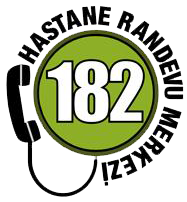 HASTANE RANDEVU MERKEZİ
182